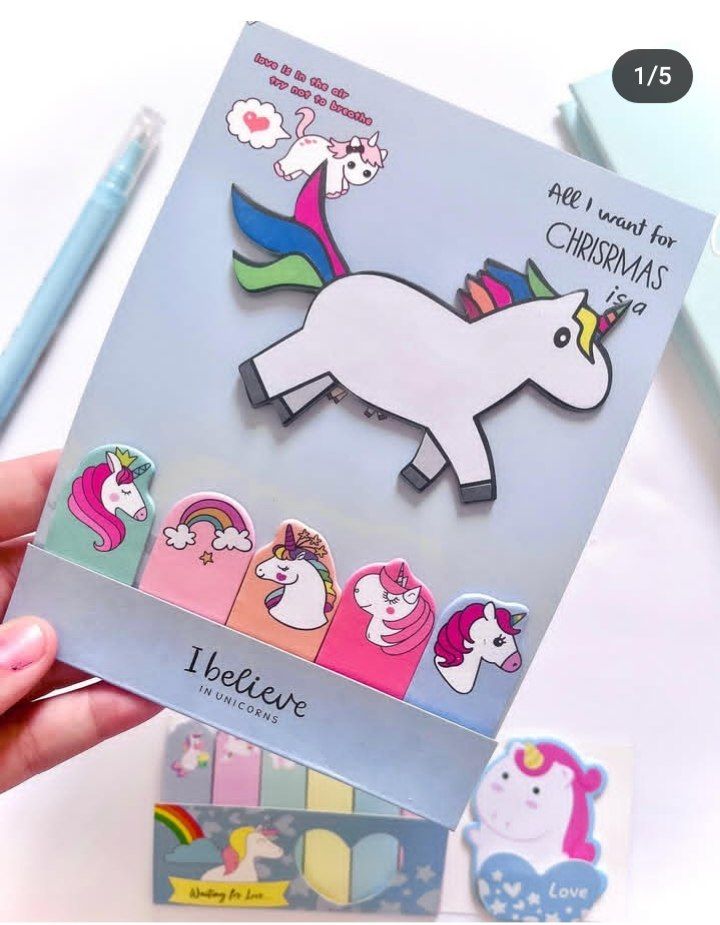 1/5
love is in the air
try not to breathe
All I want for
CHRISRMAS
is a
I believe
IN UNICORNS
Waiting for Love
Love